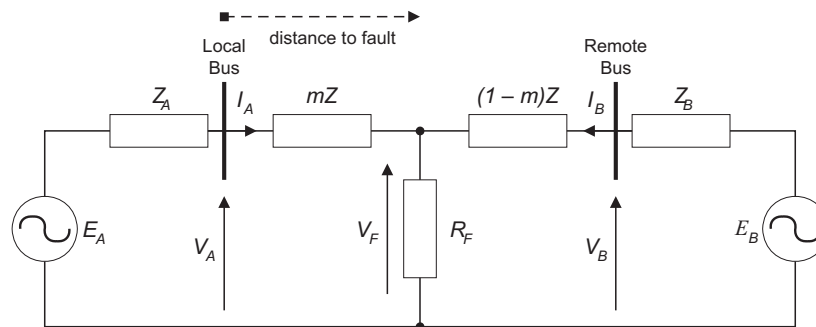 distance to fault
Local
Bus
Remote
Bus
Z_A
I_A
mZ
(1 – m)Z
I_B
Z_B
E_A
V_A
V_F
R_F
V_B
E_B